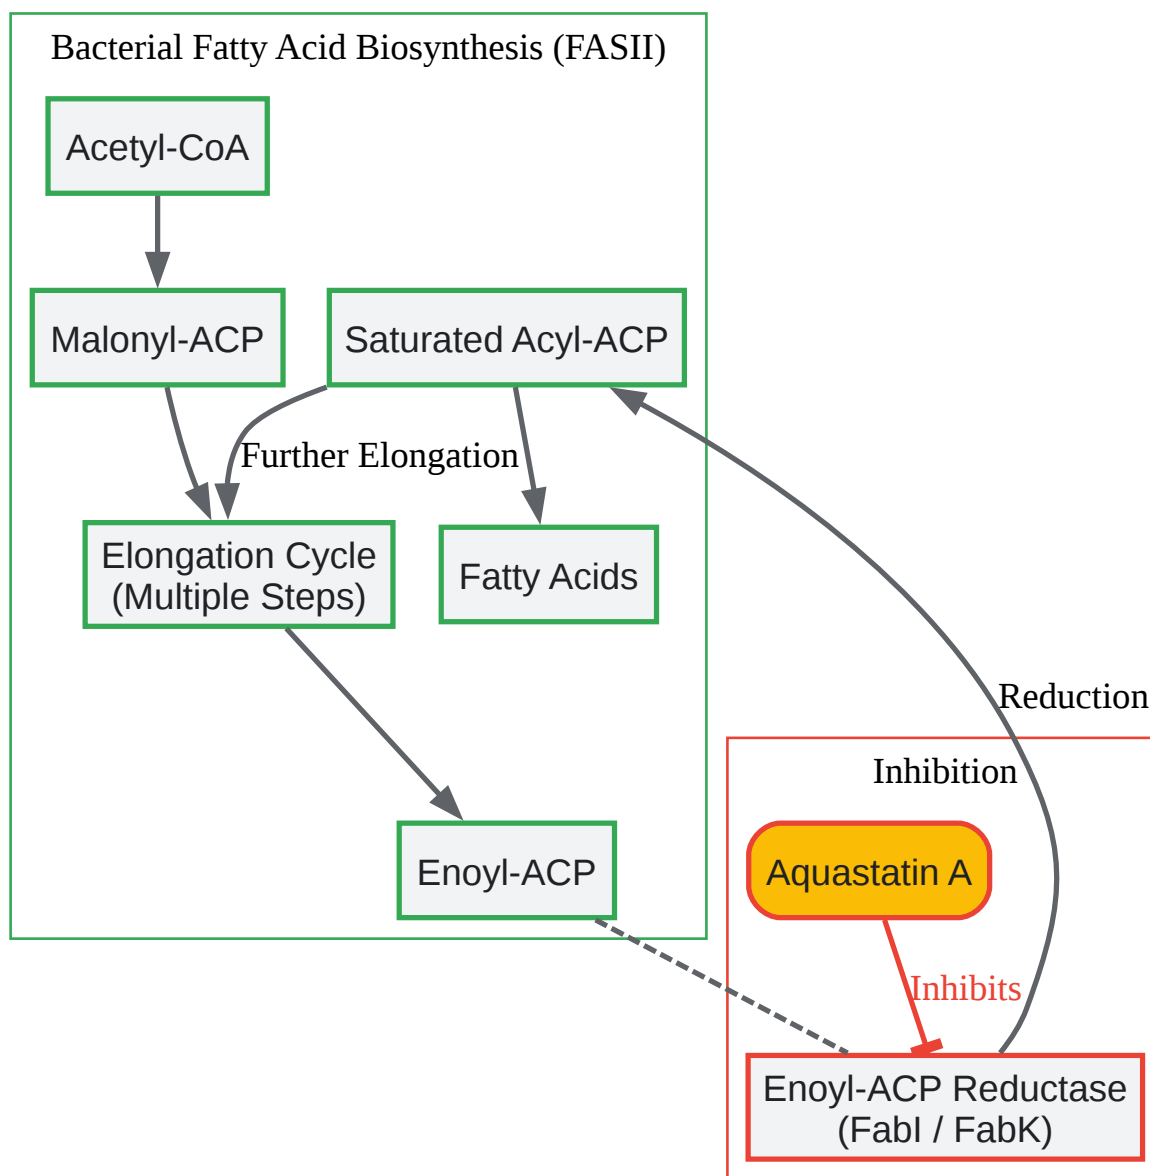 Bacterial Fatty Acid Biosynthesis (FASII)
Acetyl-CoA
Malonyl-ACP
Saturated Acyl-ACP
Further Elongation
Elongation Cycle
(Multiple Steps)
Fatty Acids
Reduction
Inhibition
Enoyl-ACP
Aquastatin A
Inhibits
Enoyl-ACP Reductase
(FabI / FabK)